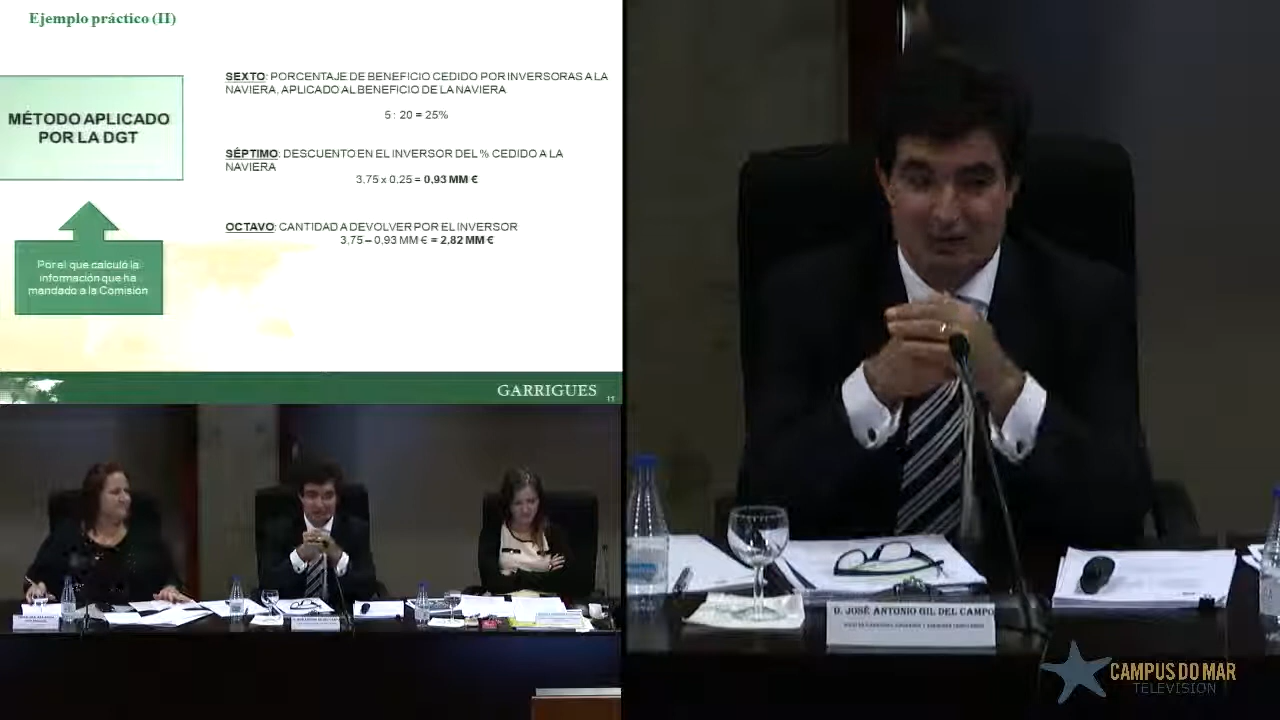 Ejemplo práctico (II)
MÉTODO APLICADO
POR LA DGT
Por el que calculó la
información que ha
mandado a la Comisión
SEXTO: PORCENTAJE DE BENEFICIO CEDIDO POR INVERSORAS A LA
NAVIERA, APLICADO AL BENEFICIO DE LA NAVIERA
5 : 20 = 25%
SÉPTIMO: DESCUENTO EN EL INVERSOR DEL % CEDIDO A LA
NAVIERA
3,75 x 0,25 = 0,93 MM €
OCTAVO: CANTIDAD A DEVOLVER POR EL INVERSOR
3,75 – 0,93 MM € = 2,82 MM €
GARRIGUES
11
D. JOSÉ ANTONIO GIL DEL CAMPO
CAMPUS DO MAR
TELEVISION